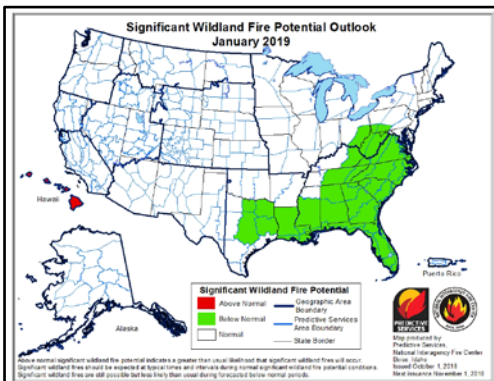 Significant Wildland Fire Potential Outlook
January 2019
Hawaii
Puerto Rico
Alaska
Significant Wildland Fire Potential
Above Normal
Below Normal
Normal
Geographic Area
Boundary
Predictive Services
Area Boundary
State Border
PREDICTIVE
SERVICES
Map produced by
Predictive Services,
National Interagency Fire Center
Boise, Idaho
Issued October 1, 2018
Next issuance November 1, 2018
Above normal significant wildland fire potential indicates a greater than usual likelihood that significant wildland fires will occur.
Significant wildland fires should be expected at typical times and intervals during normal significant wildland fire potential conditions.
Significant wildland fires are still possible but less likely than usual during forecasted below normal periods.